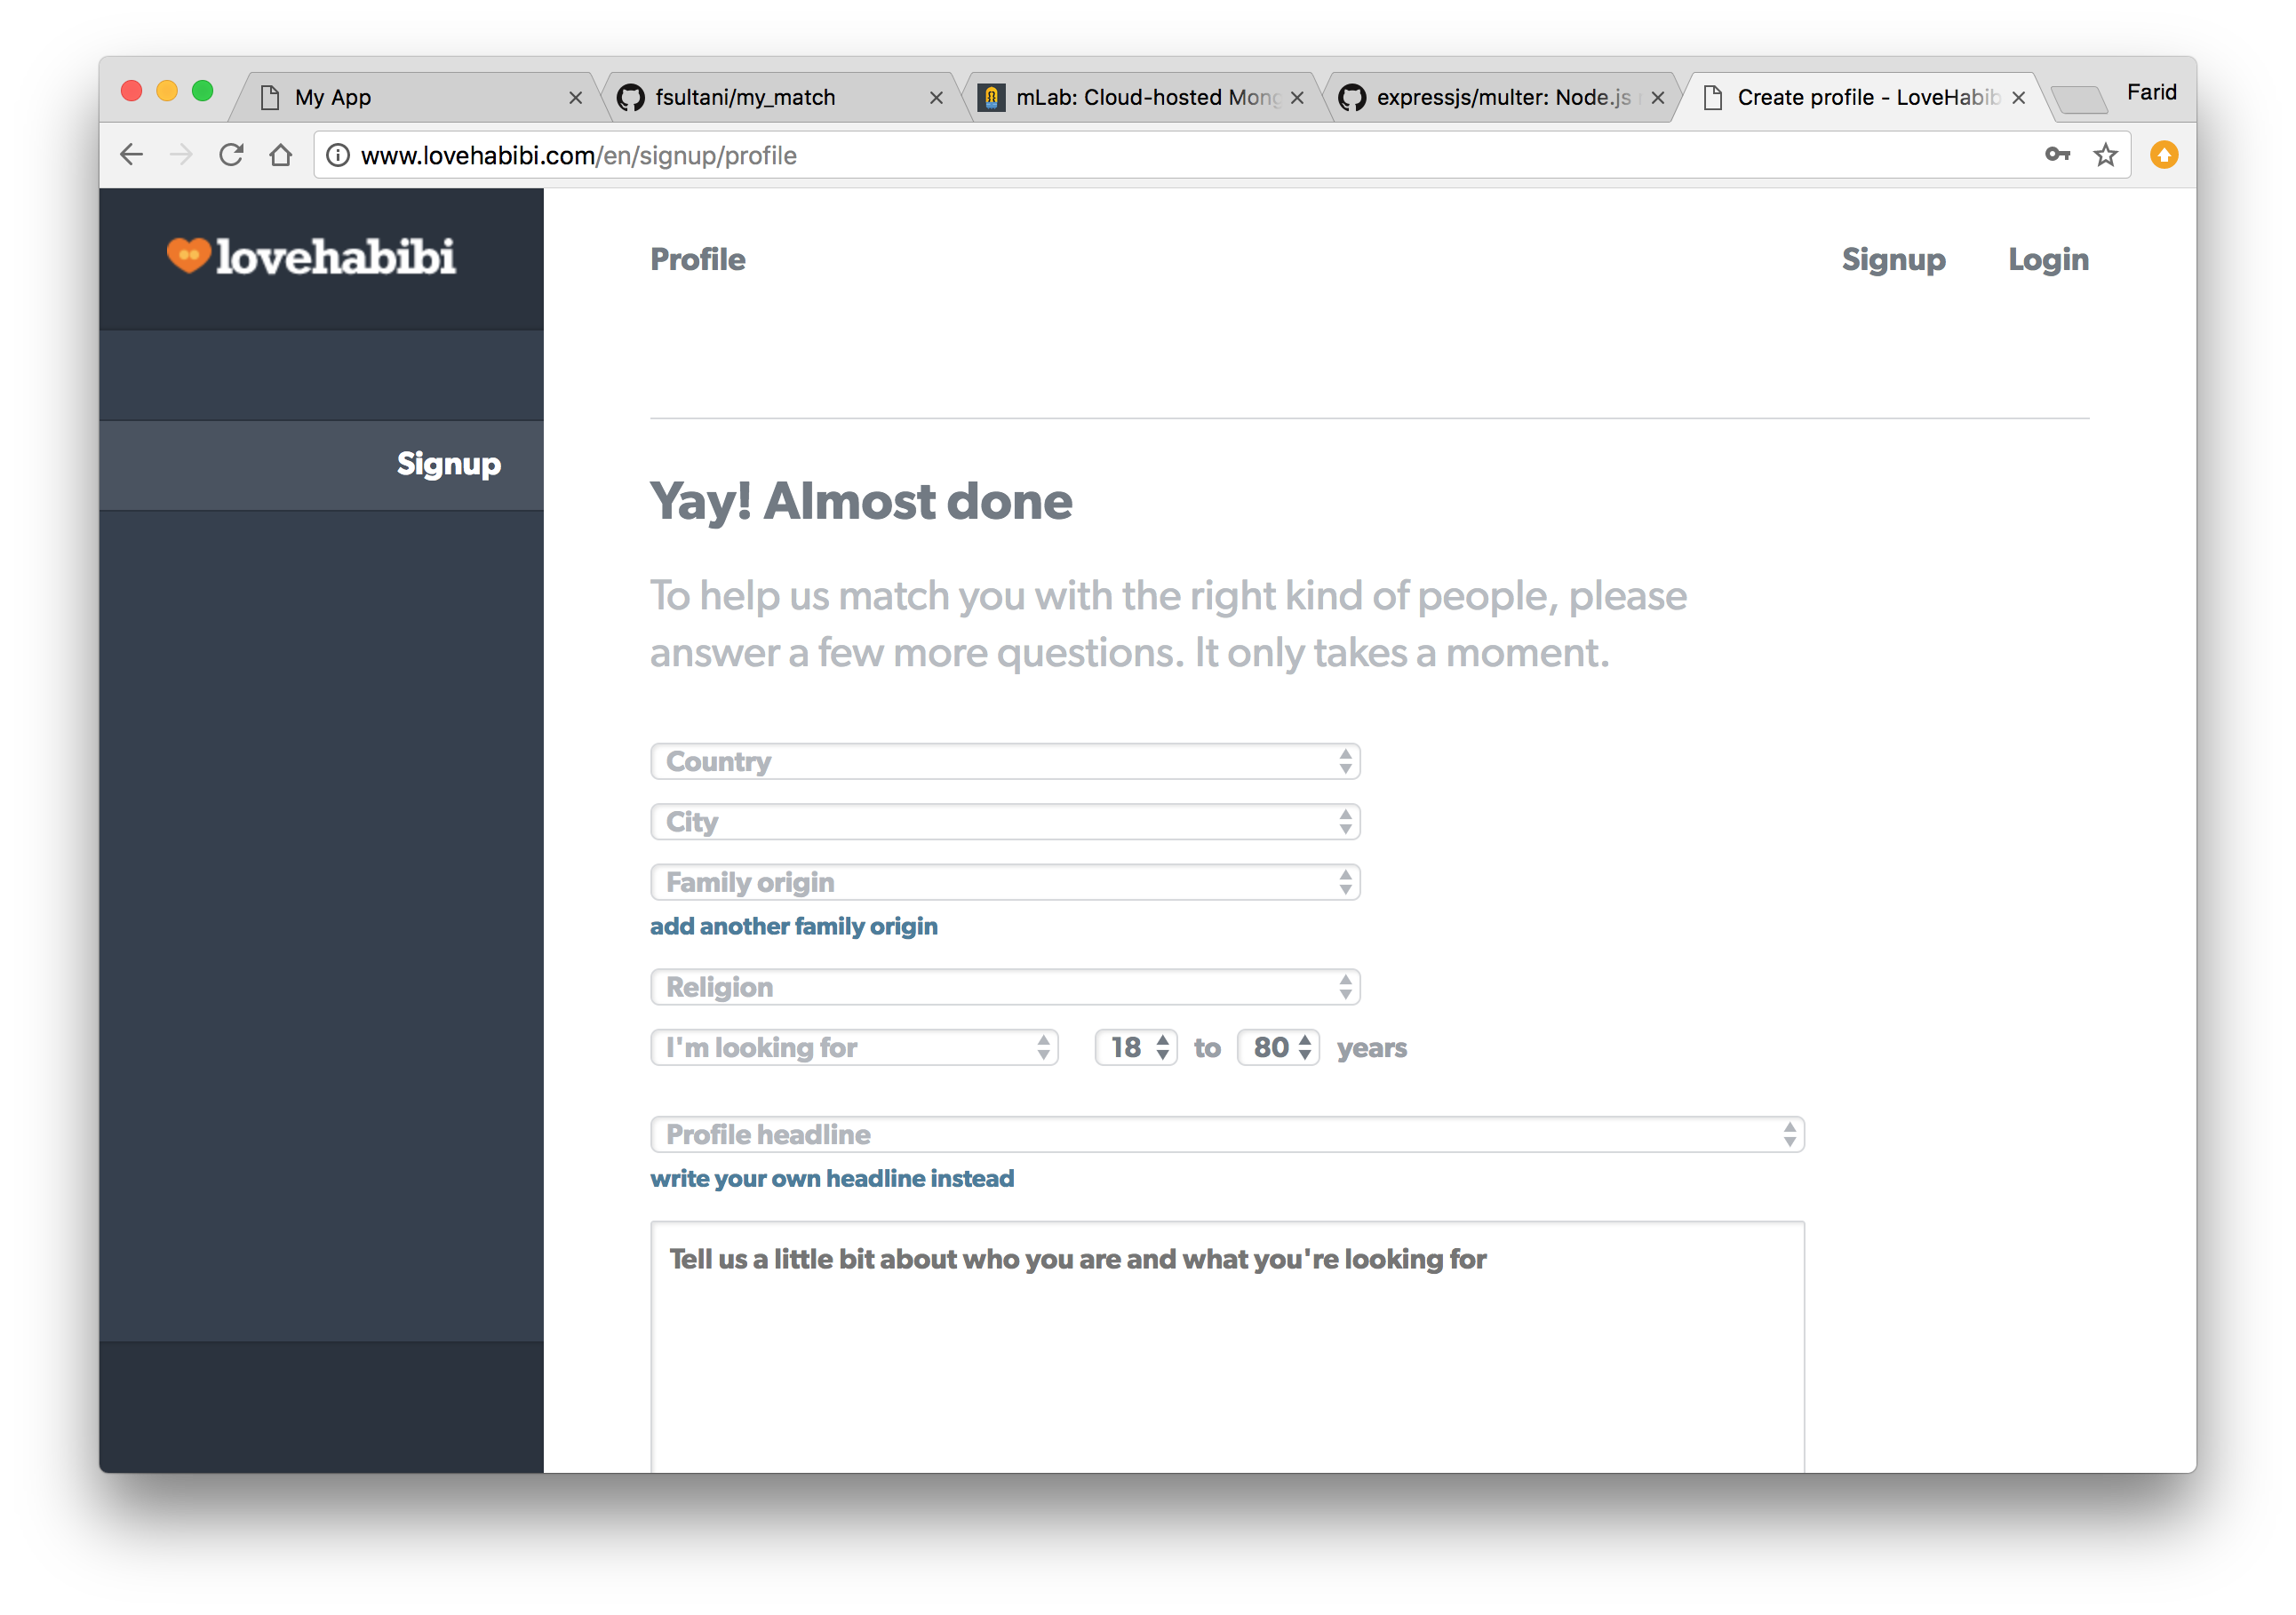 My App
fsultani/my_match
mLab: Cloud-hosted Mong
expressjs/multer: Node.js
Create profile - LoveHabib
Farid
www.lovehabibi.com/en/signup/profile
lovehabibi
Profile
Signup
Login
Signup
Yay! Almost done
To help us match you with the right kind of people, please
answer a few more questions. It only takes a moment.
Country
City
Family origin
add another family origin
Religion
I'm looking for 18 to 80 years
Profile headline
write your own headline instead
Tell us a little bit about who you are and what you're looking for